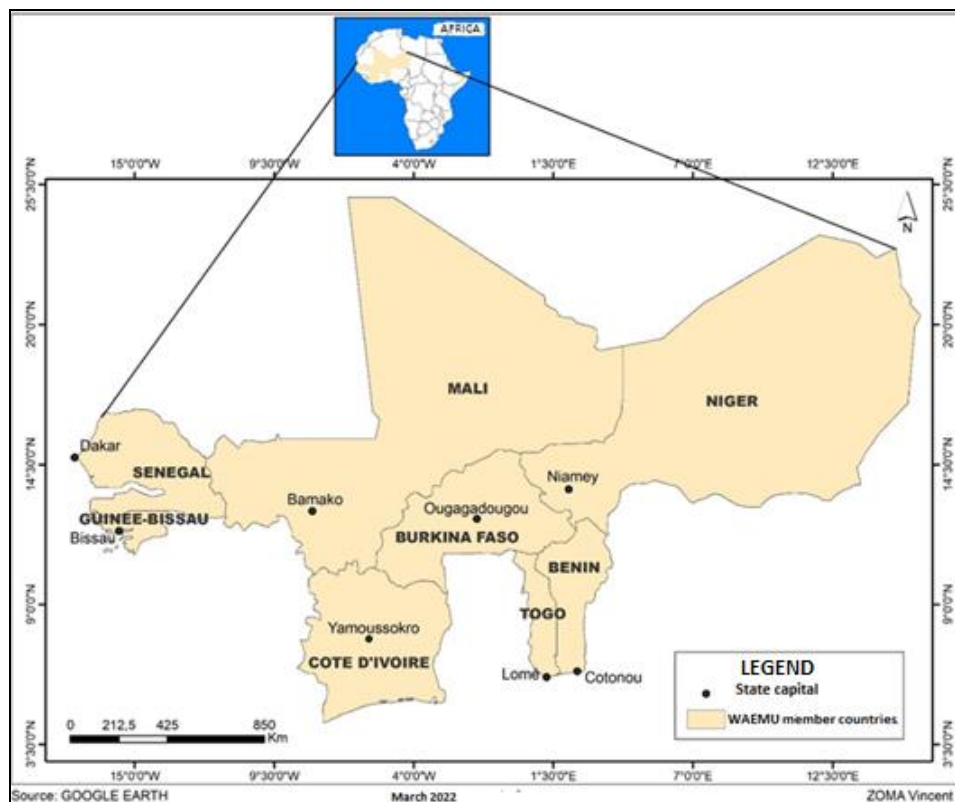 AFRICA
15°0'0"W 9°30'0"W 4°0'0"W 1°30'0"E 7°0'0"E 12°30'0"E
25°30'0"N 25°30'0"N
N
20°0'0"N 20°0'0"N
MALI
NIGER
Dakar
14°30'0"N 14°30'0"N
SENEGAL
Niamey
Bamako
Ougagadougou
GUINEE-BISSAU
Bissau
BURKINA FASO
BENIN
9°0'0"N 9°0'0"N
TOGO
Yamoussokro
COTE D'IVOIRE
Lomé
Cotonou
LEGEND
State capital
WAEMU member countries
0 212,5 425 850
Km
3°30'0"N 3°30'0"N
15°0'0"W 9°30'0"W 4°0'0"W 1°30'0"E 7°0'0"E 12°30'0"E
Source: GOOGLE EARTH March 2022 ZOMA Vincent